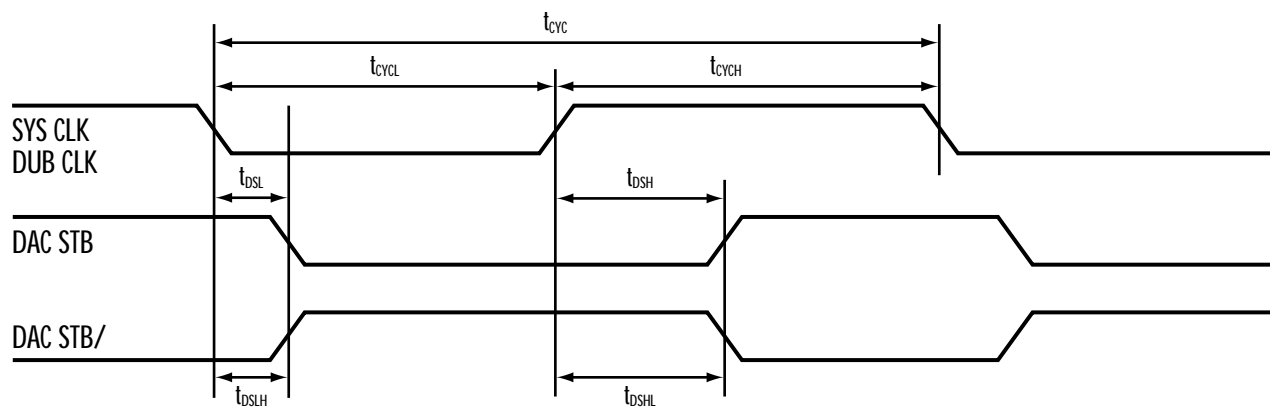 tCYC
tCYCL
tCYCH
SYS CLK
DUB CLK
tDSL
tDSH
DAC STB
DAC STB/
tDSLH
tDSHL